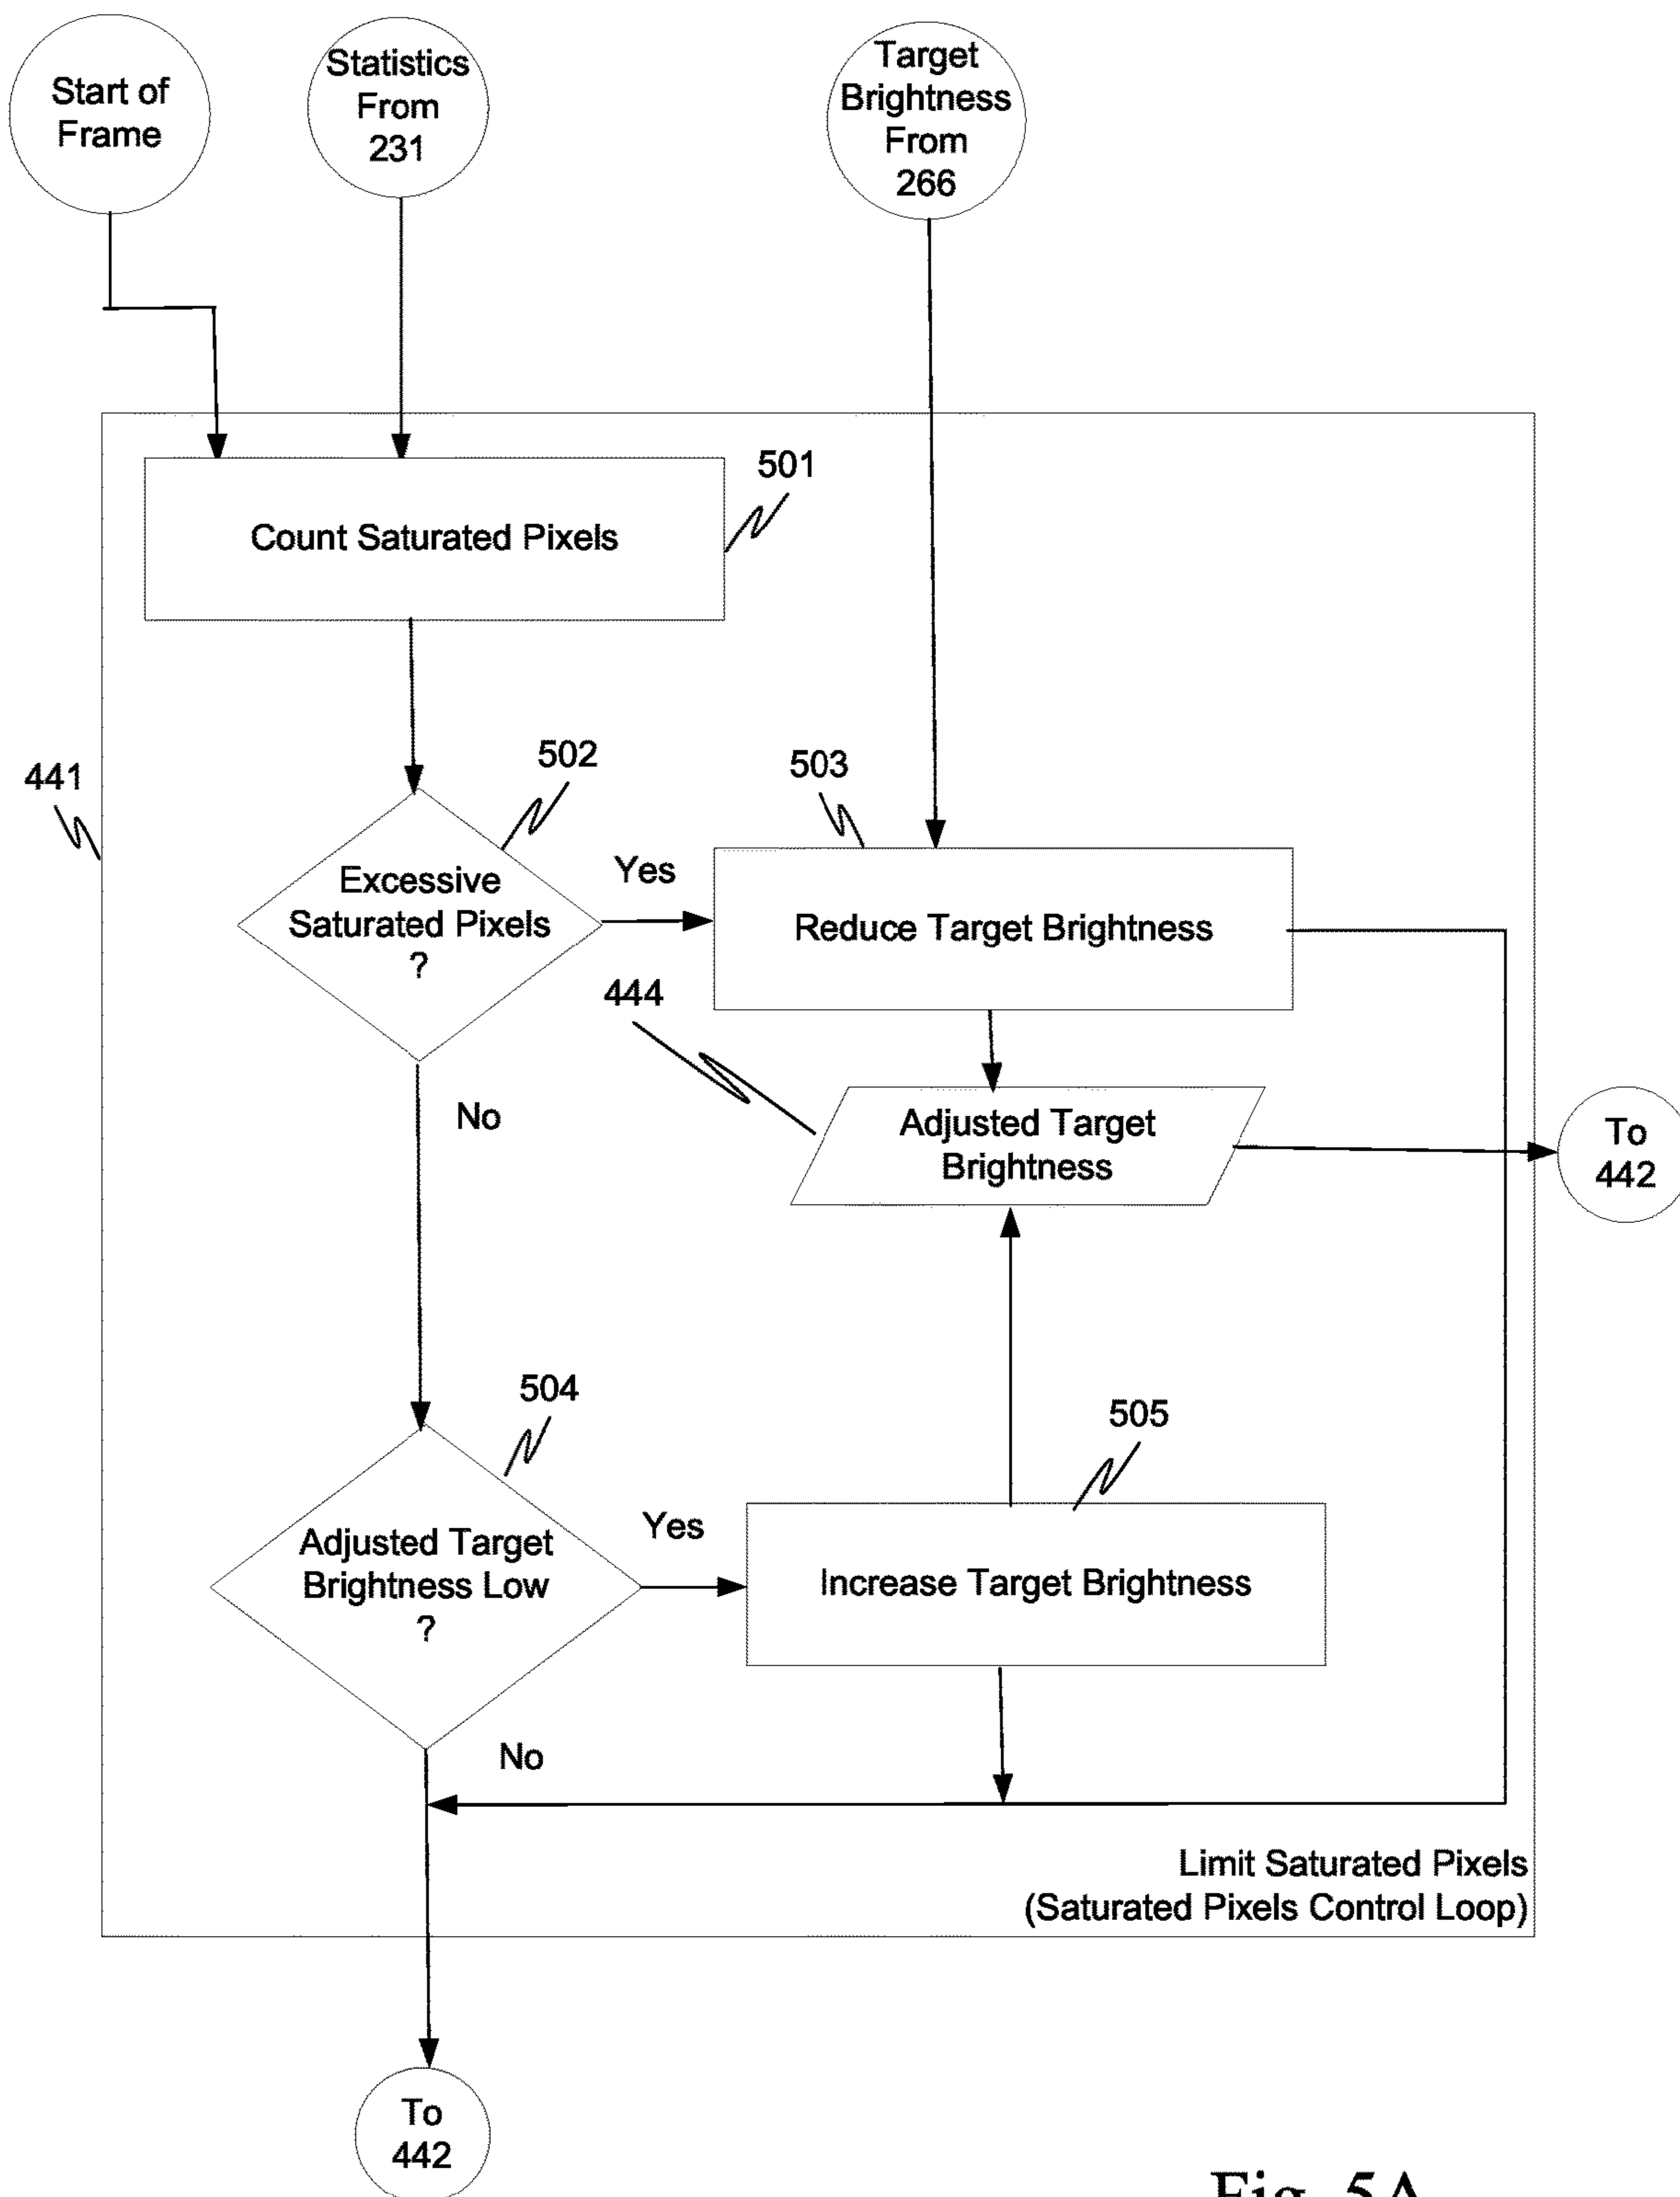 Start of
Frame
Statistics
From
231
Target
Brightness
From
266
Count Saturated Pixels
501
441
502
503
Excessive
Saturated Pixels
?
Yes
Reduce Target Brightness
444
No
Adjusted Target
Brightness
To
442
504
505
Adjusted Target
Brightness Low
?
Yes
Increase Target Brightness
No
Limit Saturated Pixels
(Saturated Pixels Control Loop)
To
442
Fig. 5A